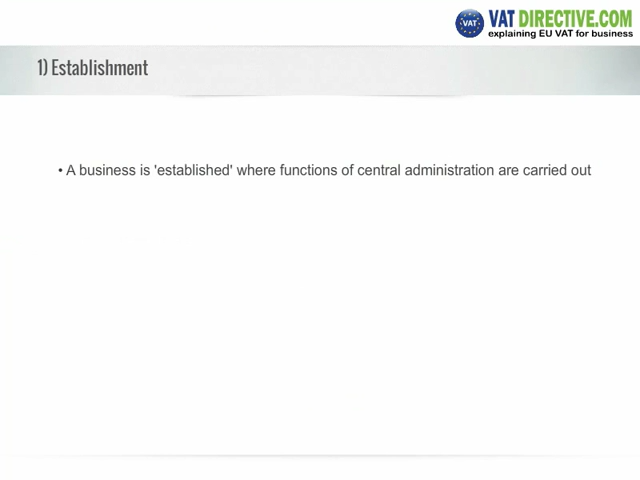 VAT VAT DIRECTIVE.COM
explaining EU VAT for business
1) Establishment
• A business is 'established' where functions of central administration are carried out